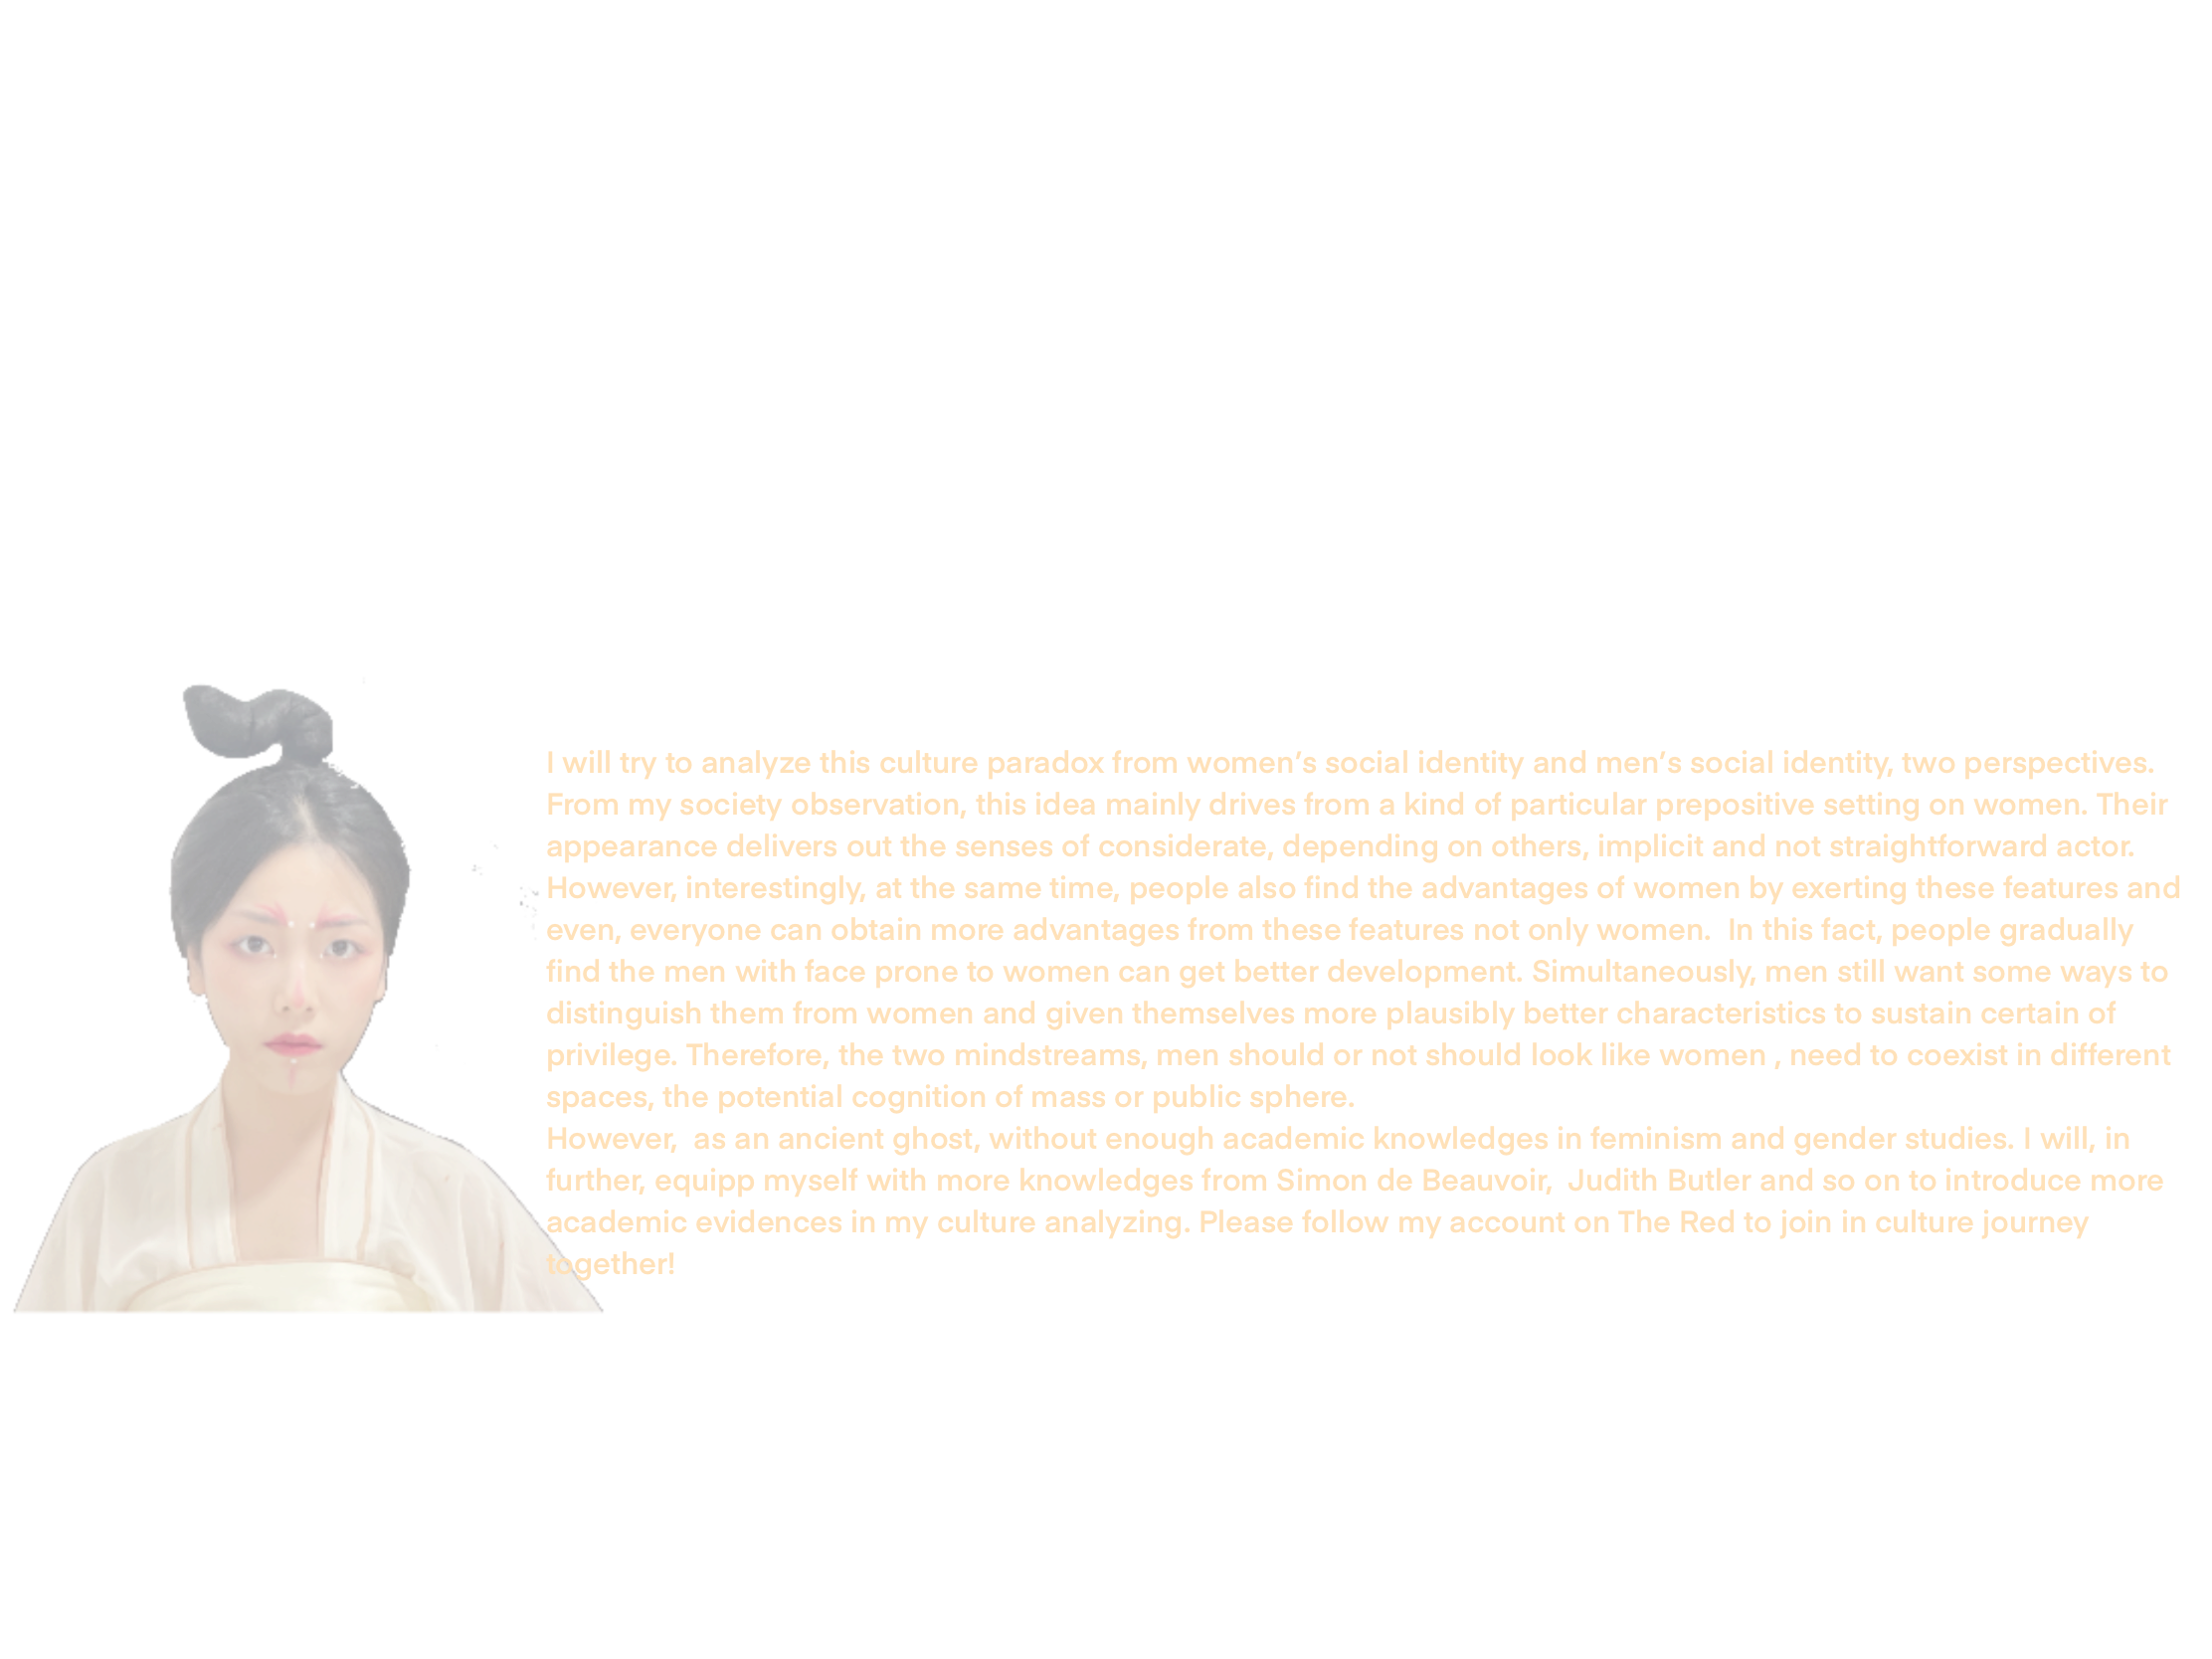 I will try to analyze this culture paradox from women’s social identity and men’s social identity, two perspectives.
From my society observation, this idea mainly drives from a kind of particular prepositive setting on women. Their
appearance delivers out the senses of considerate, depending on others, implicit and not straightforward actor.
However, interestingly, at the same time, people also find the advantages of women by exerting these features and
even, everyone can obtain more advantages from these features not only women.  In this fact, people gradually
find the men with face prone to women can get better development. Simultaneously, men still want some ways to
distinguish them from women and given themselves more plausibly better characteristics to sustain certain of
privilege. Therefore, the two mindstreams, men should or not should look like women , need to coexist in different
spaces, the potential cognition of mass or public sphere.
However,  as an ancient ghost, without enough academic knowledges in feminism and gender studies. I will, in
further, equipp myself with more knowledges from Simon de Beauvoir,  Judith Butler and so on to introduce more
academic evidences in my culture analyzing. Please follow my account on The Red to join in culture journey
together!